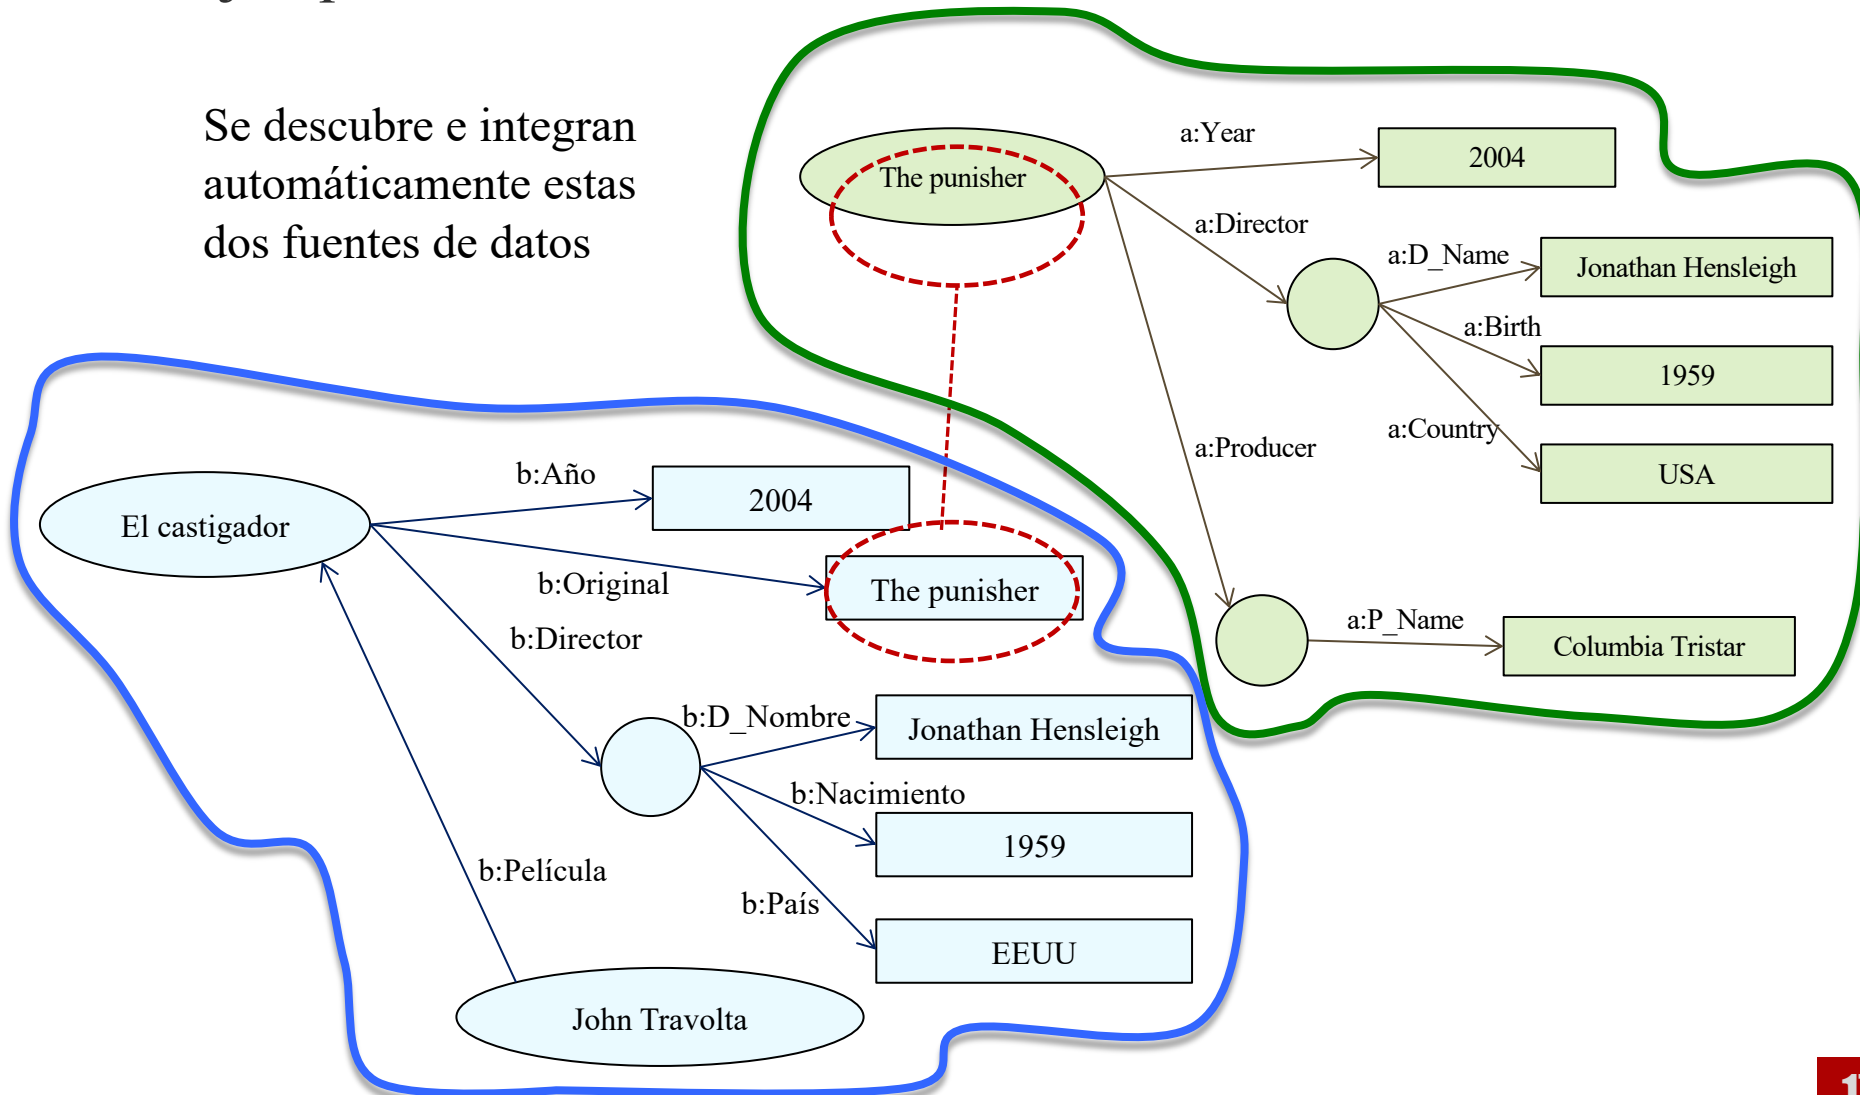 Se descubre e integran
automáticamente estas
dos fuentes de datos
The punisher
a:Year
2004
a:Director
a:D_Name
Jonathan Hensleigh
a:Birth
1959
a:Country
USA
a:Producer
a:P_Name
Columbia Tristar
El castigador
b:Año
2004
b:Original
The punisher
b:Director
b:D_Nombre
Jonathan Hensleigh
b:Nacimiento
1959
b:País
EEUU
b:Película
John Travolta